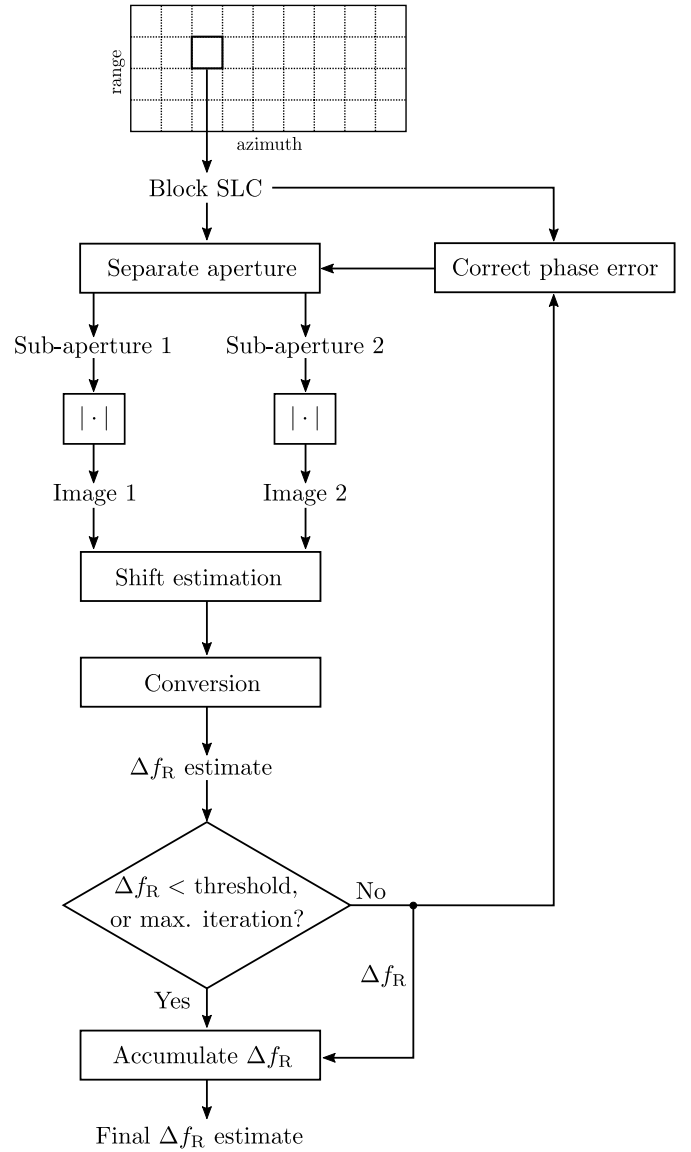 range
azimuth
Block SLC
Separate aperture
Correct phase error
Sub-aperture 1
Sub-aperture 2
| · |
| · |
Image 1
Image 2
Shift estimation
Conversion
Δf_R estimate
Δf_R < threshold,
or max. iteration?
No
Δf_R
Yes
Accumulate Δf_R
Final Δf_R estimate